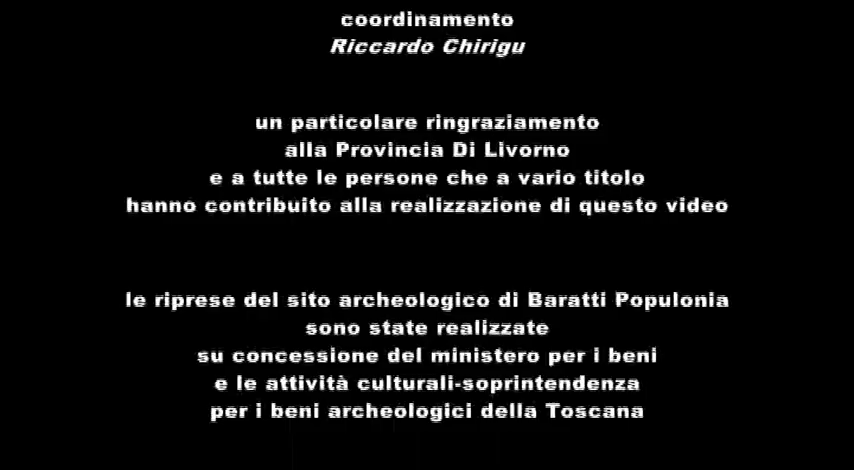 coordinamento
Riccardo Chirigu
un particolare ringraziamento
alla Provincia Di Livorno
e a tutte le persone che a vario titolo
hanno contribuito alla realizzazione di questo video
le riprese del sito archeologico di Baratti Populonia
sono state realizzate
su concessione del ministero per i beni
e le attività culturali-soprintendenza
per i beni archeologici della Toscana